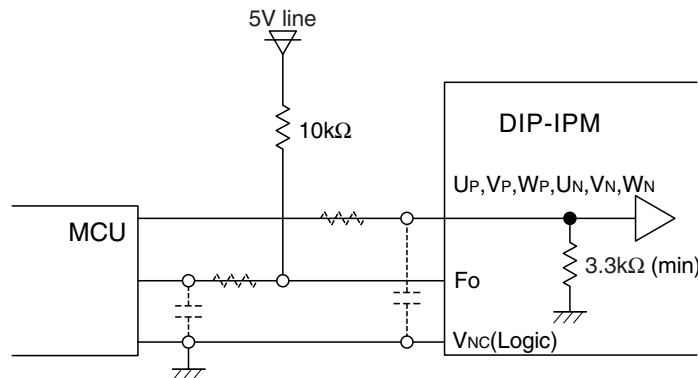 5V line
10kΩ
DIP-IPM
UP,VP,WP,UN,VN,WN
MCU
3.3kΩ (min)
Fo
VNC(Logic)